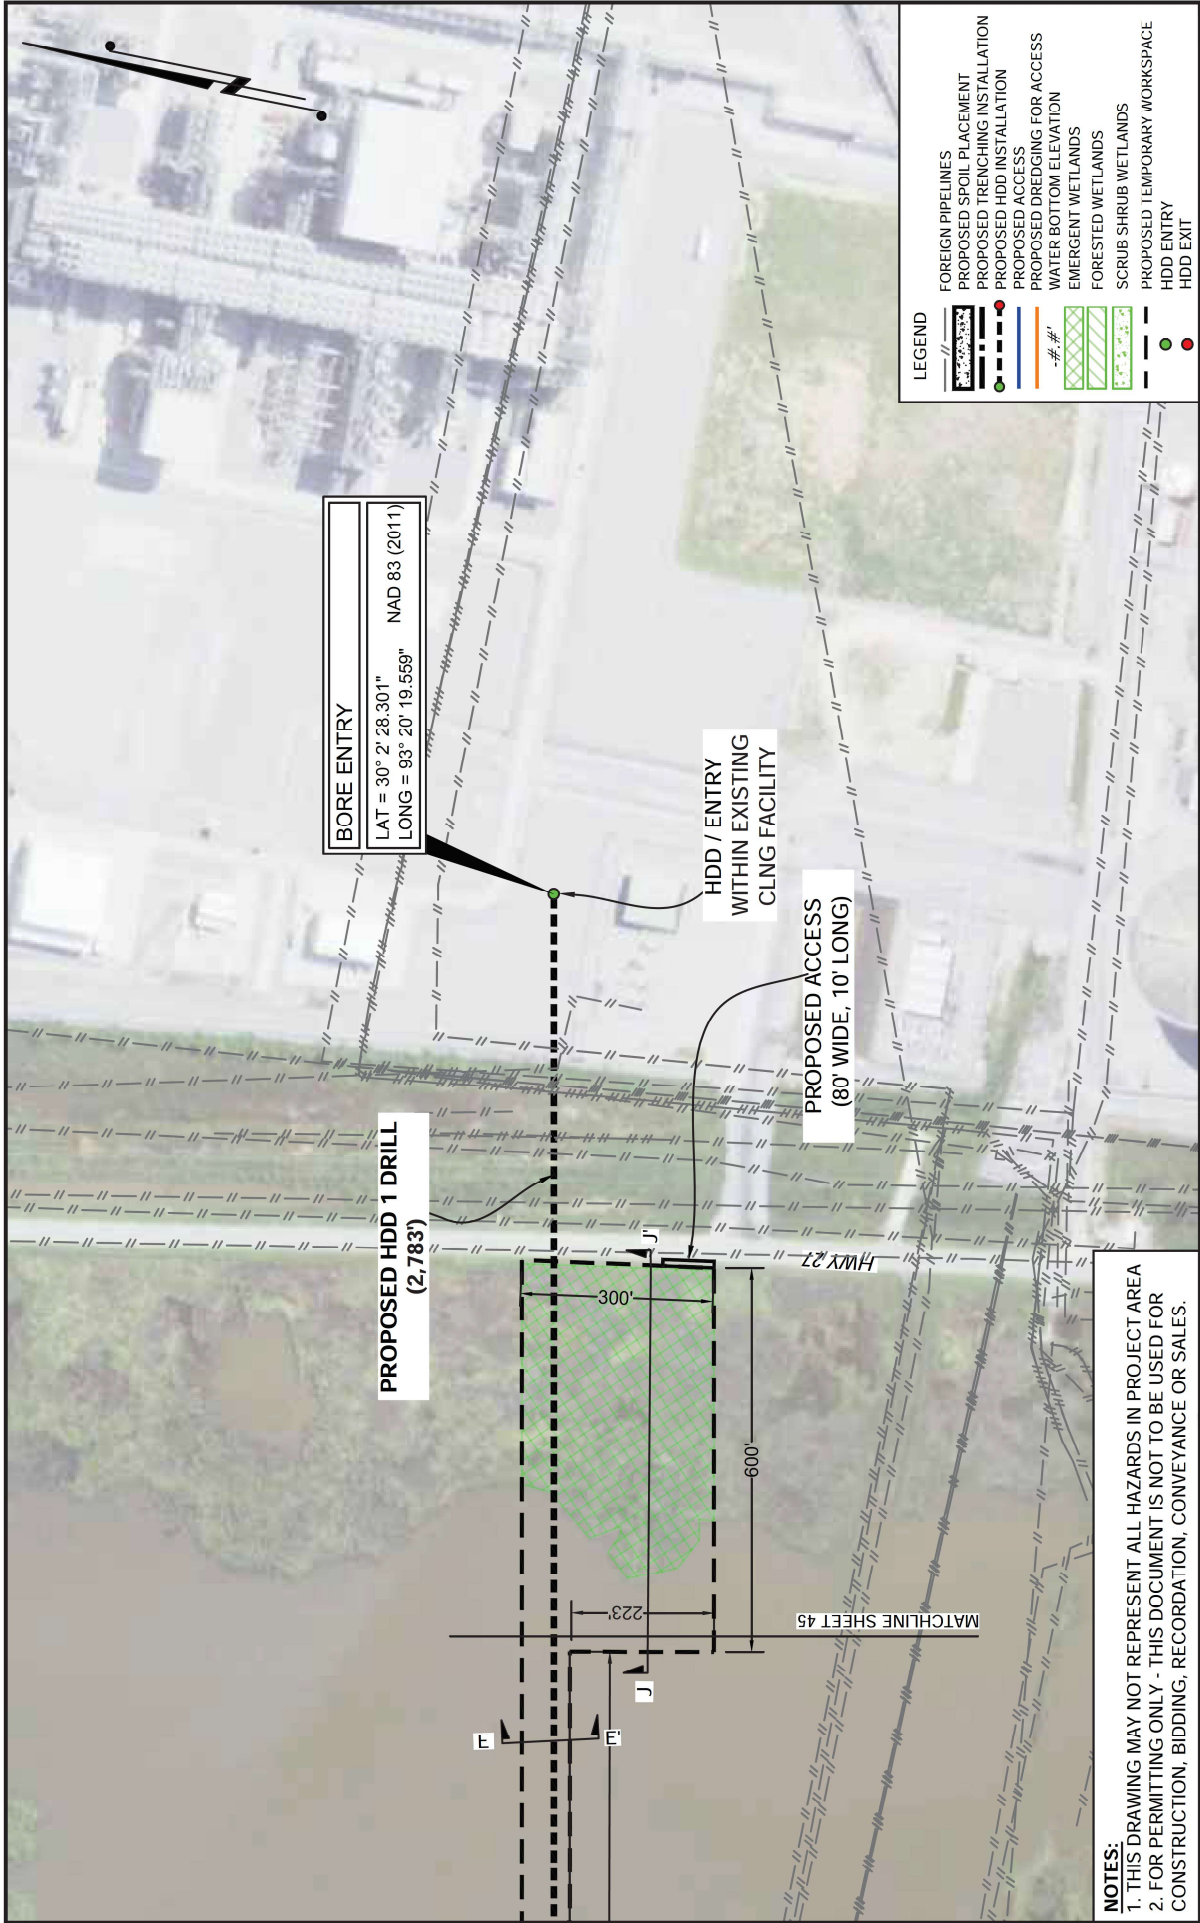 BORE ENTRY
LAT = 30° 2' 28.301"
LONG = 93° 20' 19.559" NAD 83 (2011)
PROPOSED HDD 1 DRILL
(2,783')
HDD / ENTRY
WITHIN EXISTING
CLNG FACILITY
PROPOSED ACCESS
(80' WIDE, 10' LONG)
HWY 27
J'
300'
600'
223'
J
E
E'
MATCHLINE SHEET 45
LEGEND
FOREIGN PIPELINES
PROPOSED SPOIL PLACEMENT
PROPOSED TRENCHING INSTALLATION
PROPOSED HDD INSTALLATION
PROPOSED ACCESS
PROPOSED DREDGING FOR ACCESS
-#.#' WATER BOTTOM ELEVATION
EMERGENT WETLANDS
FORESTED WETLANDS
SCRUB SHRUB WETLANDS
PROPOSED TEMPORARY WORKSPACE
HDD ENTRY
HDD EXIT
NOTES:
1. THIS DRAWING MAY NOT REPRESENT ALL HAZARDS IN PROJECT AREA
2. FOR PERMITTING ONLY - THIS DOCUMENT IS NOT TO BE USED FOR
CONSTRUCTION, BIDDING, RECORDATION, CONVEYANCE OR SALES.